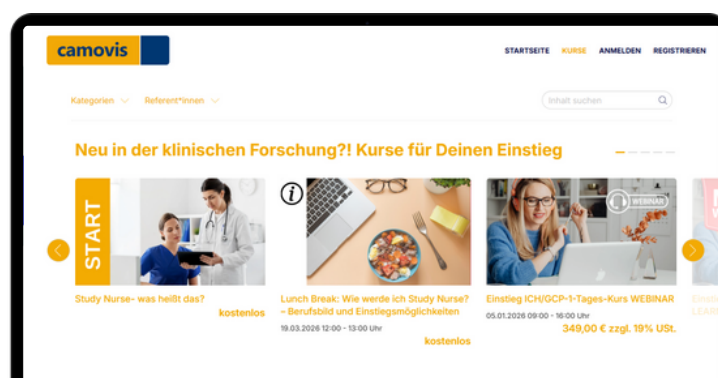 camovis
STARTSEITE KURSE ANMELDEN REGISTRIEREN
Kategorien Referent*innen Inhalt suchen
Neu in der klinischen Forschung?! Kurse für Deinen Einstieg
START
i
WEBINAR
Study Nurse- was heißt das?
kostenlos
Lunch Break: Wie werde ich Study Nurse?
– Berufsbild und Einstiegsmöglichkeiten
19.03.2026 12:00 - 13:00 Uhr
kostenlos
Einstieg ICH/GCP-1-Tages-Kurs WEBINAR
05.01.2026 09:00 - 16:00 Uhr
349,00 € zzgl. 19% USt.